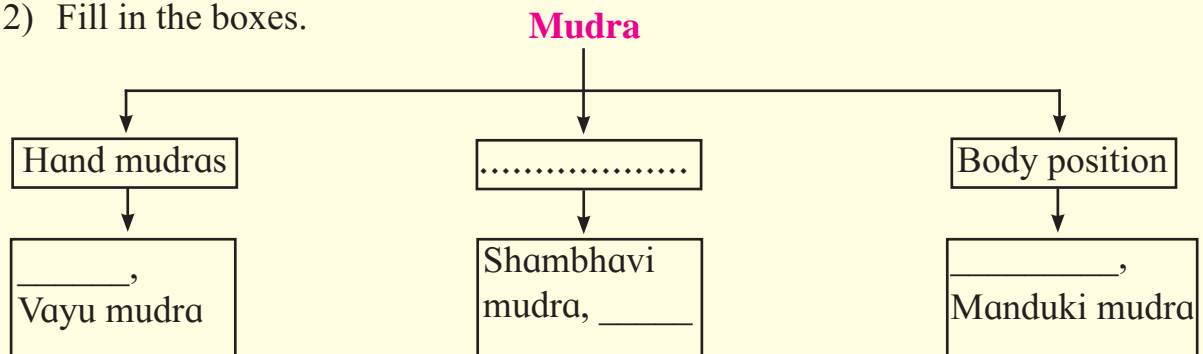 2) Fill in the boxes.
Mudra
Hand mudras
...................
Body position
______,
Vayu mudra
Shambhavi
mudra, _____
_________,
Manduki mudra